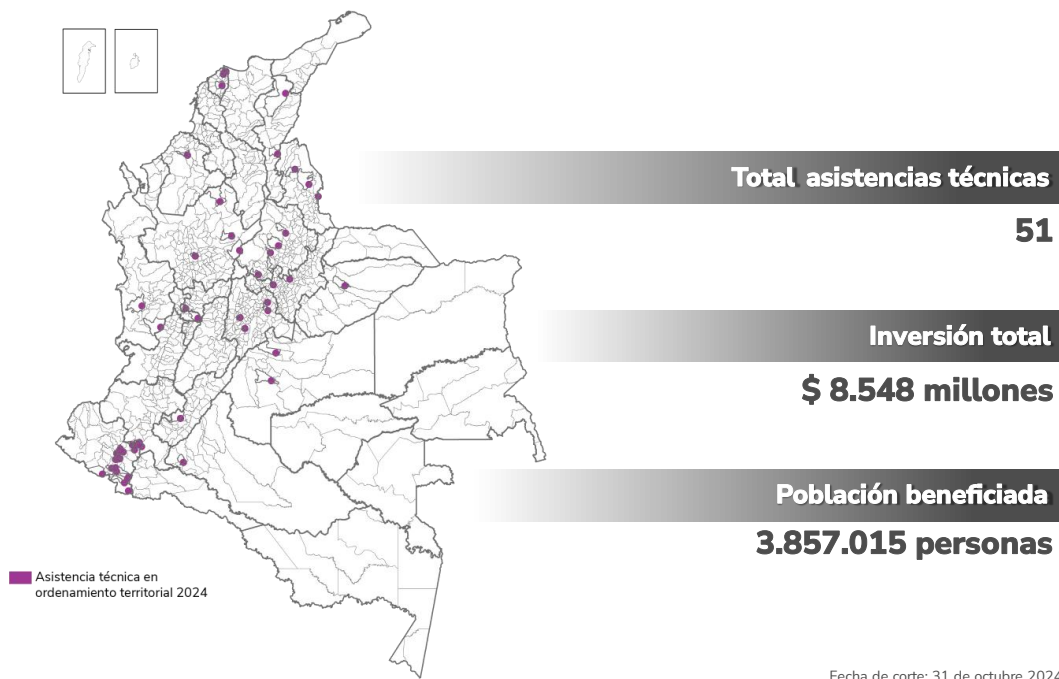 Total asistencias técnicas
51
Inversión total
$ 8.548 millones
Población beneficiada
3.857.015 personas
Asistencia técnica en
ordenamiento territorial 2024
Fecha de corte: 31 de octubre 2024